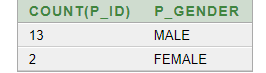 COUNT(P_ID) P_GENDER
13 MALE
2 FEMALE